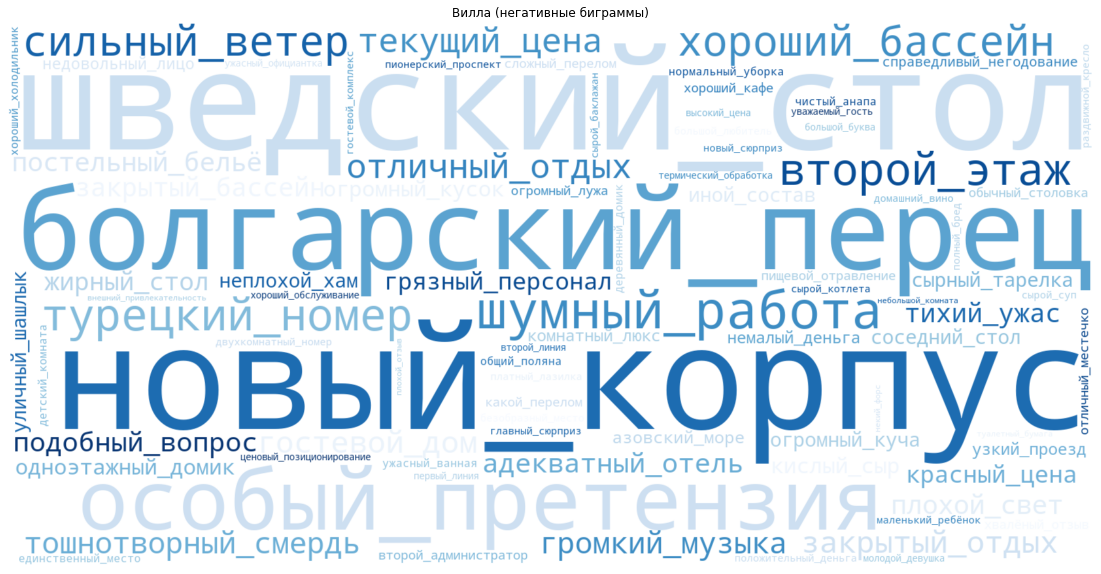 Вилла (негативные биграммы)
сильный_ветер
текущий_цена
хороший_бассейн
недовольный_лицо
ужасный_официантка
пионерский_проспект
сложный_перелом
справедливый_негодование
хороший_холодильник
шведский_стол
гостевой_комплекс
сырой_баклажан
нормальный_уборка
хороший_кафе
чистый_анапа
уважаемый_гость
высокий_цена
большой_буква
раздвижной_кресло
новый_сюрприз
постельный_бельё
отличный_отдых
второй_этаж
термический_обработка
закрытый_бассейн
огромный_кусок
огромный_лужа
иной_состав
обычный_столовка
домашний_вино
деревянный_домик
полный_бред
болгарский_перец
жирный_стол
неплохой_хам
грязный_персонал
пищевой_отравление
сырный_тарелка
внешний_привлекательность
хороший_обслуживание
сырой_котлета
сырой_суп
небольшой_комната
уличный_шашлык
турецкий_номер
шумный_работа
тихий_ужас
детский_комната
двухкомнатный_номер
комнатный_люкс
второй_линия
немалый_деньга
соседний_стол
отличный_местечко
общий_поляна
плохой_отзыв
новый_корпус
какой_перелом
главный_сюрприз
подобный_вопрос
гостевой_дом
азовский_море
огромный_куча
узкий_проезд
ценовый_позиционирование
одноэтажный_домик
ужасный_ванная
первый_линия
адекватный_отель
кислый_сыр
красный_цена
особый_претензия
плохой_свет
маленький_ребёнок
тошнотворный_смердь
громкий_музыка
закрытый_отдых
единственный_место
второй_администратор
положительный_деньга
молодой_девушка